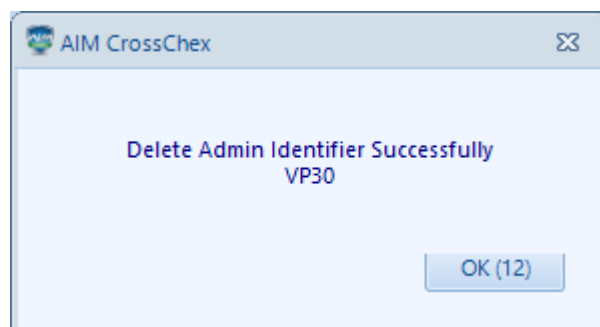 AIM CrossChex
Delete Admin Identifier Successfully
VP30
OK (12)